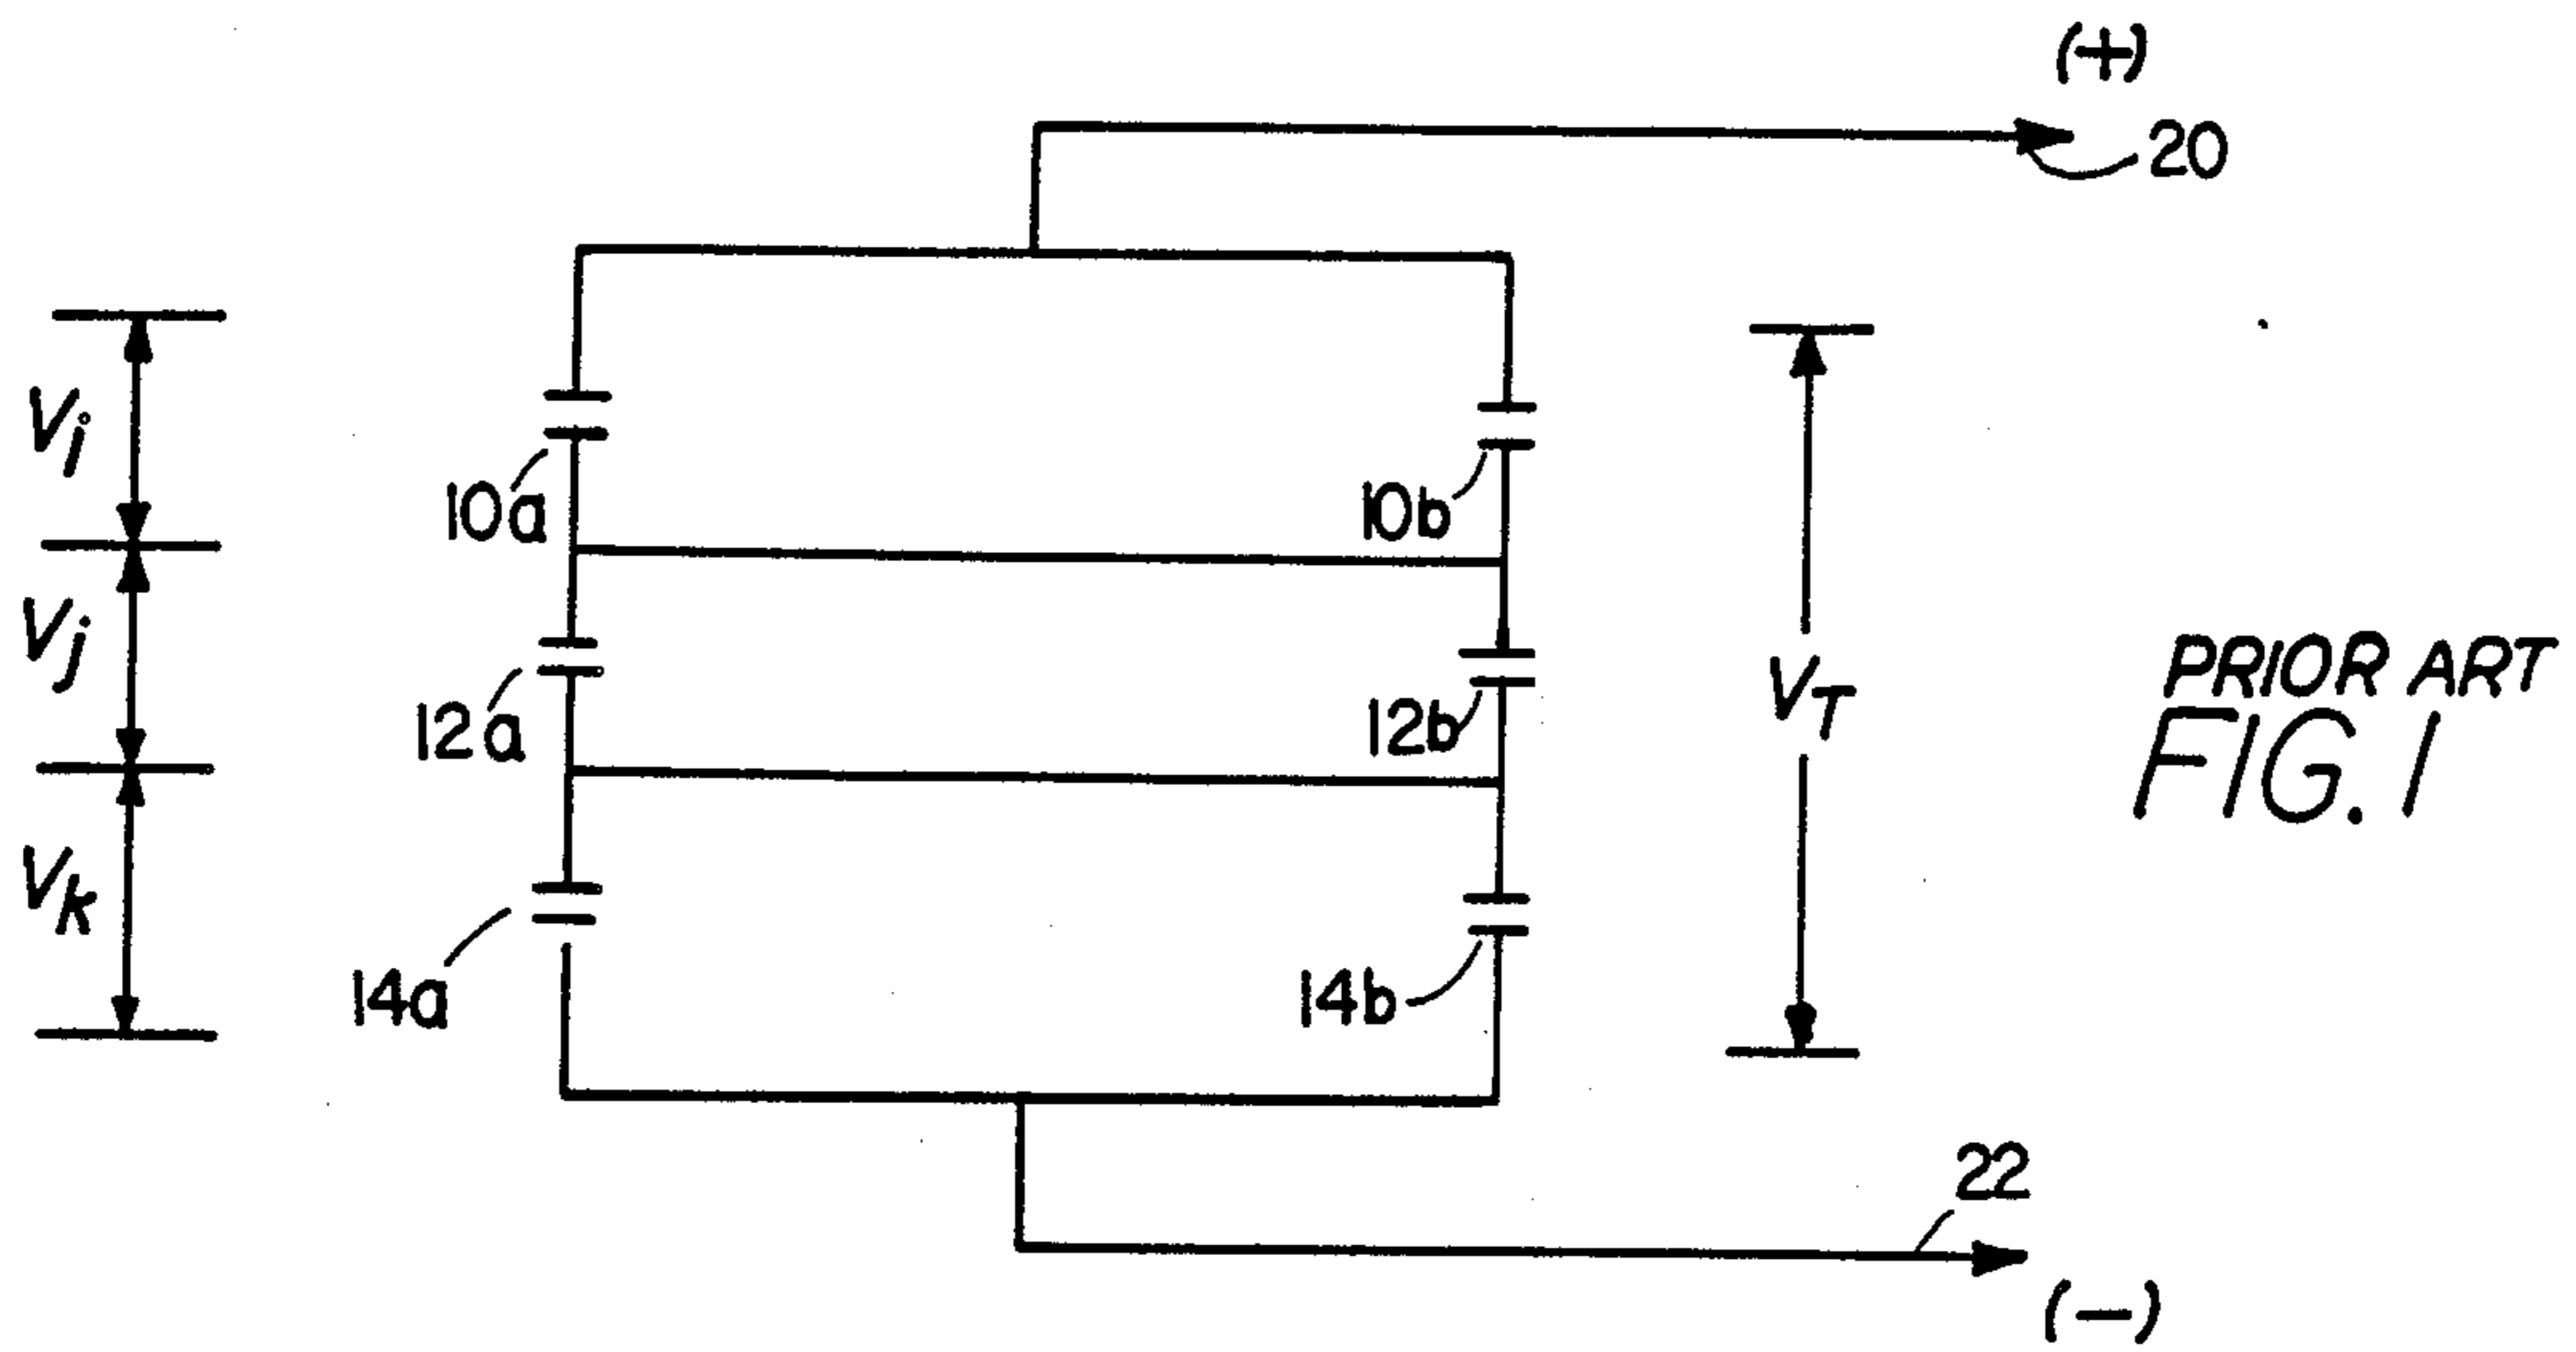 (+)
20
Vi
10a
10b
Vj
VT
PRIOR ART
12a
12b
FIG. 1
Vk
14a
14b
22
(-)